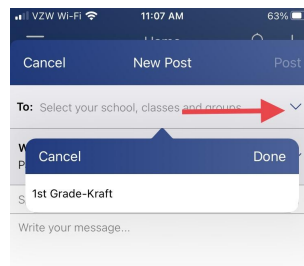 VZW Wi-Fi 11:07 AM 63%
Cancel New Post Post
To: Select your school, classes and groups
Cancel Done
1st Grade-Kraft
Write your message...